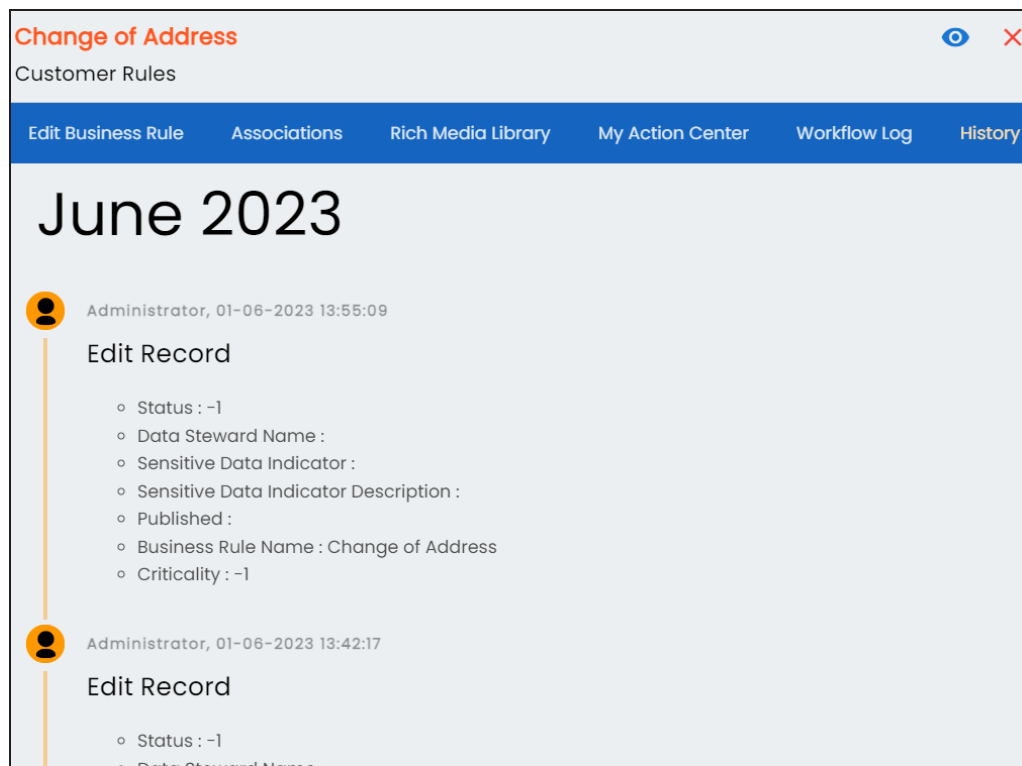 Change of Address
Customer Rules
Edit Business Rule Associations Rich Media Library My Action Center Workflow Log History
June 2023
Administrator, 01-06-2023 13:55:09
Edit Record
Status : -1
Data Steward Name :
Sensitive Data Indicator :
Sensitive Data Indicator Description :
Published :
Business Rule Name : Change of Address
Criticality : -1
Administrator, 01-06-2023 13:42:17
Edit Record
Status : -1
Data Steward Name